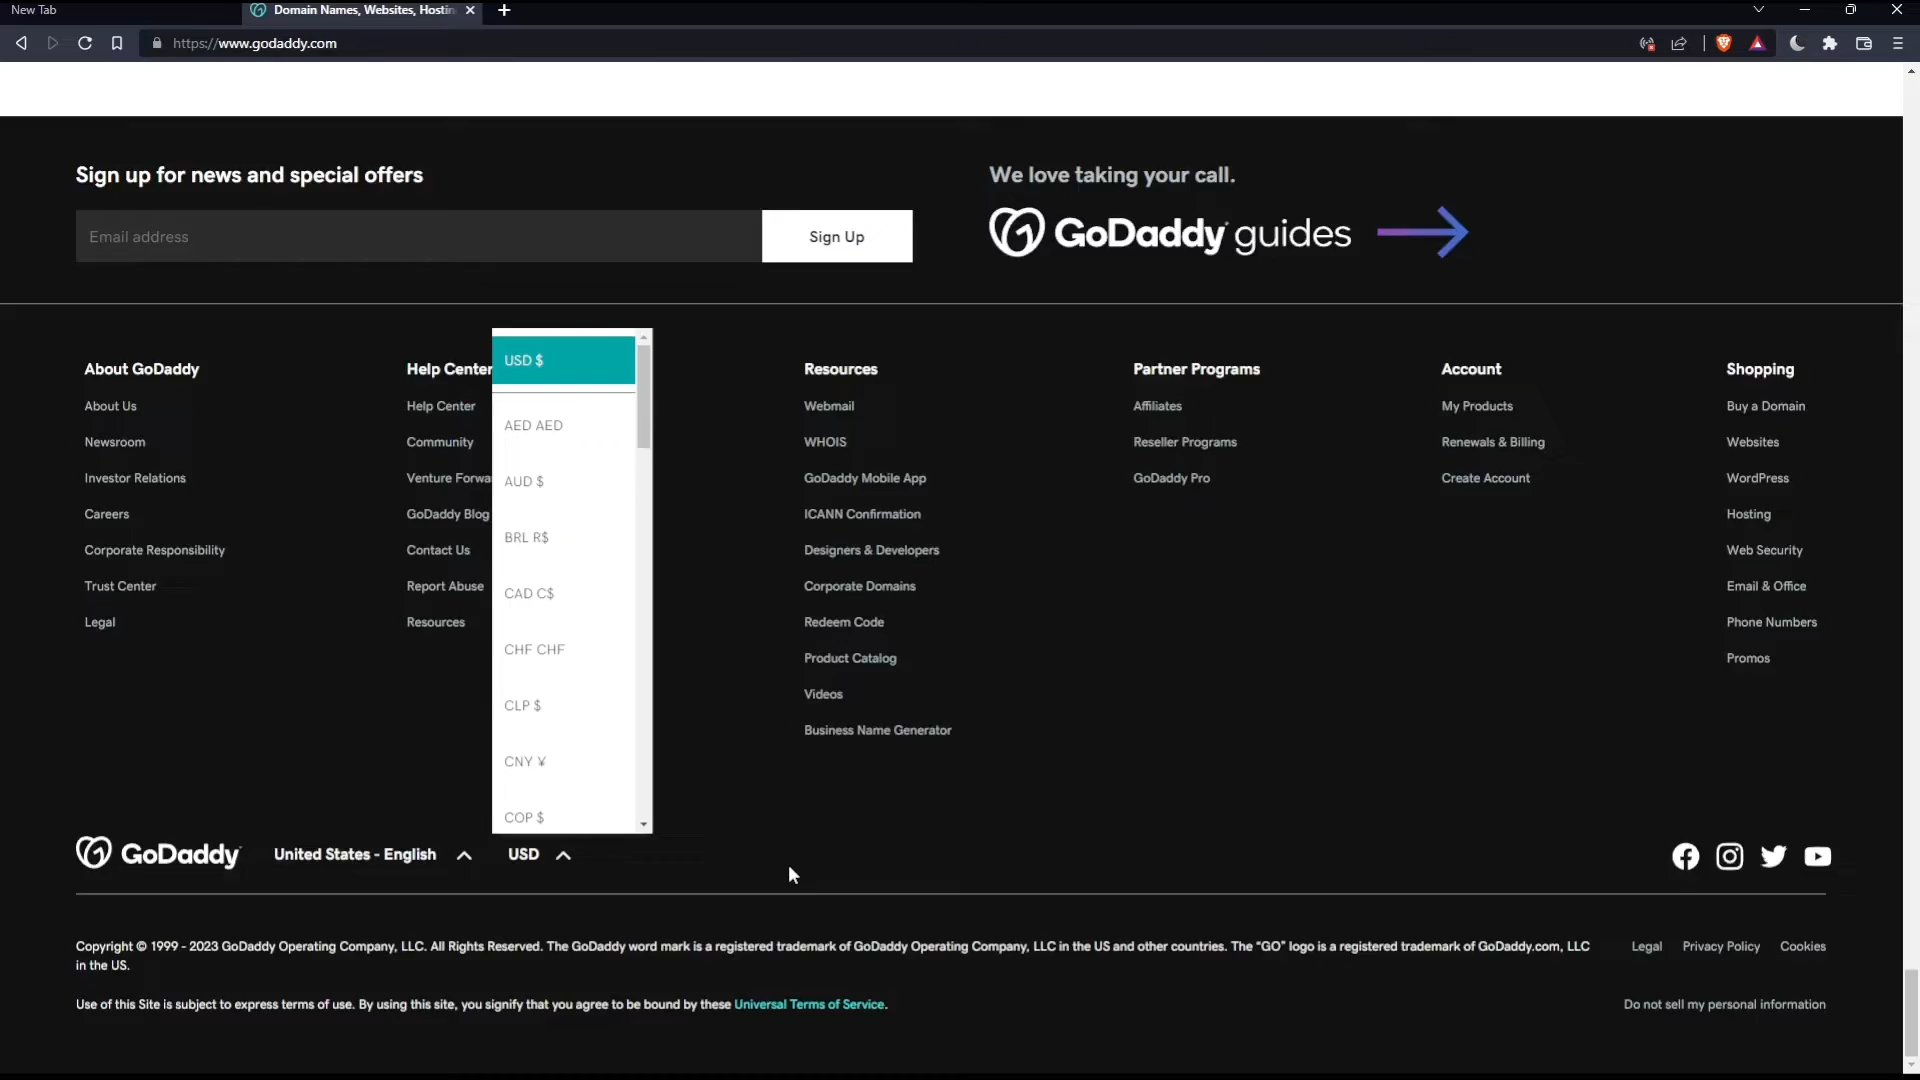 New Tab
Domain Names, Websites, Hostin
https://www.godaddy.com
Sign up for news and special offers
Email address
Sign Up
We love taking your call.
GoDaddy guides
About GoDaddy
About Us
Newsroom
Investor Relations
Careers
Corporate Responsibility
Trust Center
Legal
Help Center
Help Center
Community
Venture Forwa
GoDaddy Blog
Contact Us
Report Abuse
Resources
USD $
AED AED
AUD $
BRL R$
CAD C$
CHF CHF
CLP $
CNY ¥
COP $
Resources
Webmail
WHOIS
GoDaddy Mobile App
ICANN Confirmation
Designers & Developers
Corporate Domains
Redeem Code
Product Catalog
Videos
Business Name Generator
Partner Programs
Affiliates
Reseller Programs
GoDaddy Pro
Account
My Products
Renewals & Billing
Create Account
Shopping
Buy a Domain
Websites
WordPress
Hosting
Web Security
Email & Office
Phone Numbers
Promos
GoDaddy
United States - English
USD
Copyright © 1999 - 2023 GoDaddy Operating Company, LLC. All Rights Reserved. The GoDaddy word mark is a registered trademark of GoDaddy Operating Company, LLC in the US and other countries. The “GO” logo is a registered trademark of GoDaddy.com, LLC
in the US.
Legal
Privacy Policy
Cookies
Use of this Site is subject to express terms of use. By using this site, you signify that you agree to be bound by these Universal Terms of Service.
Do not sell my personal information